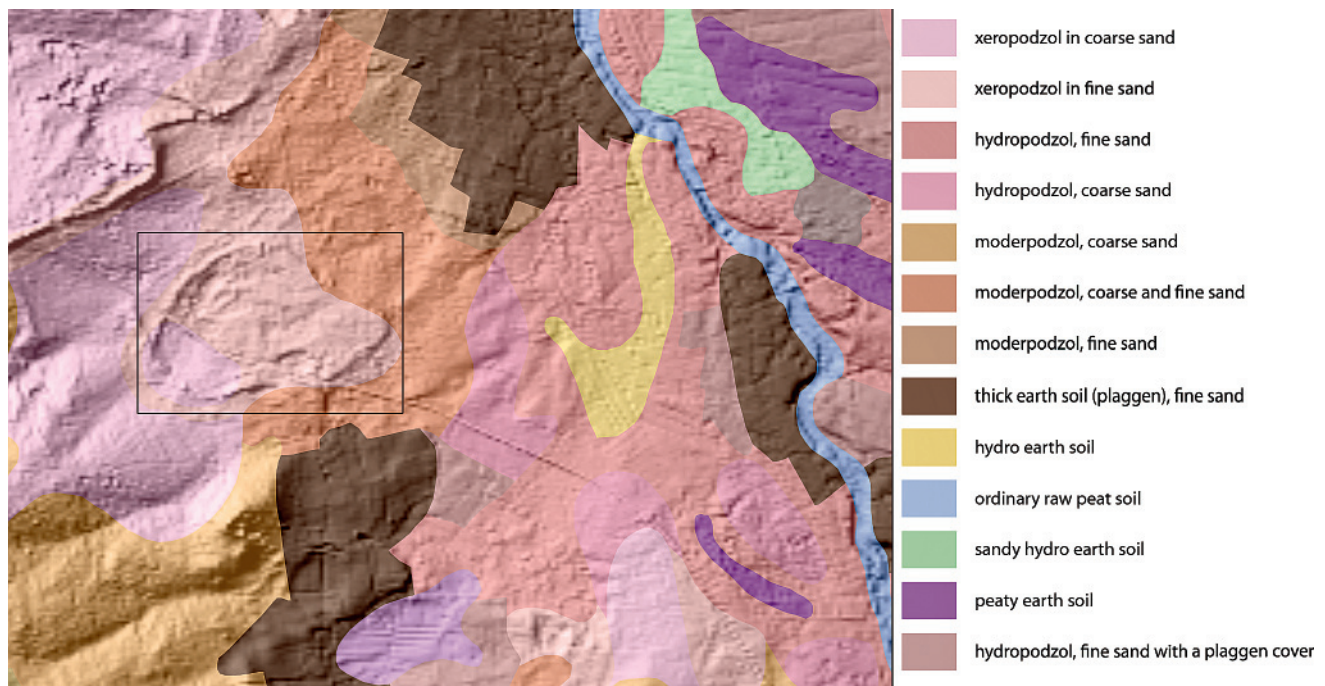 xeropodzol in coarse sand
xeropodzol in fine sand
hydropodzol, fine sand
hydropodzol, coarse sand
moderpodzol, coarse sand
moderpodzol, coarse and fine sand
moderpodzol, fine sand
thick earth soil (plaggen), fine sand
hydro earth soil
ordinary raw peat soil
sandy hydro earth soil
peaty earth soil
hydropodzol, fine sand with a plaggen cover